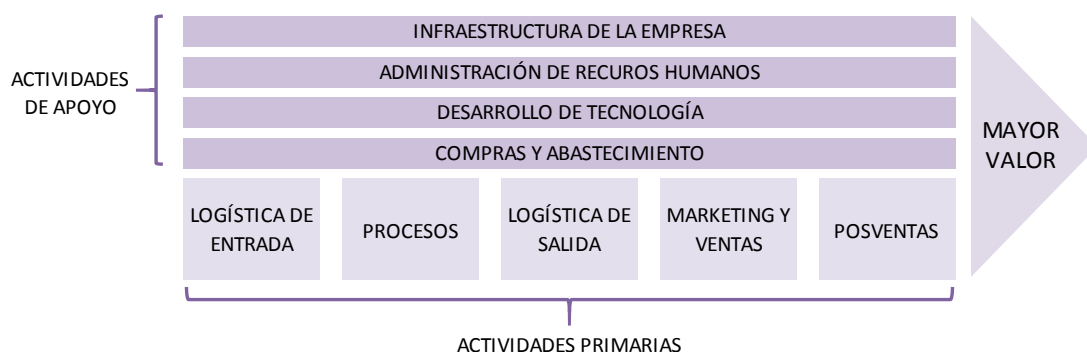 INFRAESTRUCTURA DE LA EMPRESA
ADMINISTRACIÓN DE RECUROS HUMANOS
ACTIVIDADES
DE APOYO
DESARROLLO DE TECNOLOGÍA
COMPRAS Y ABASTECIMIENTO
MAYOR
VALOR
LOGÍSTICA DE
ENTRADA
PROCESOS
LOGÍSTICA DE
SALIDA
MARKETING Y
VENTAS
POSVENTAS
ACTIVIDADES PRIMARIAS